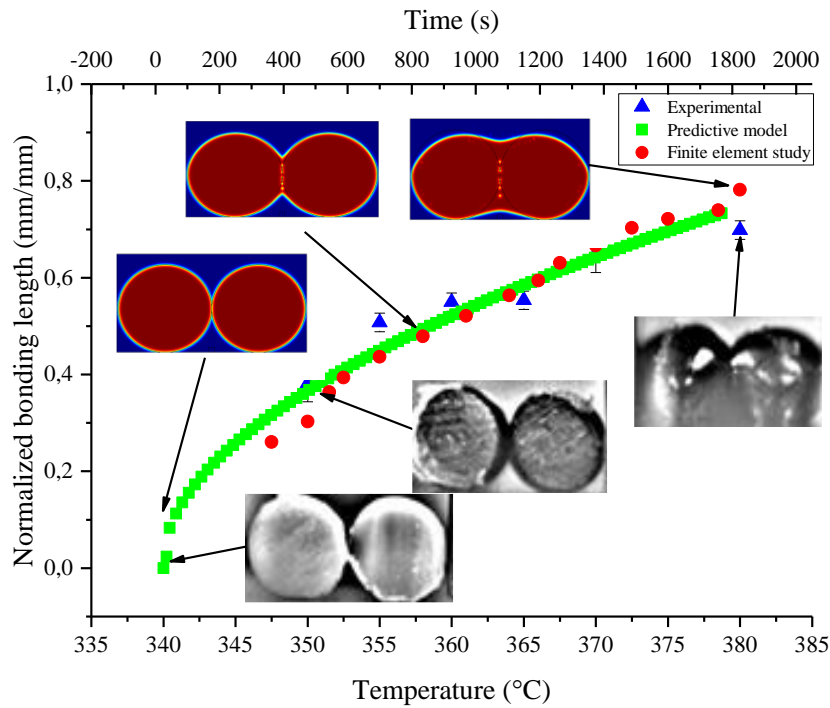 Time (s)
-200 0 200 400 600 800 1000 1200 1400 1600 1800 2000
1,0
0,8
0,6
0,4
0,2
0,0
Normalized bonding length (mm/mm)
Experimental
Predictive model
Finite element study
335 340 345 350 355 360 365 370 375 380 385
Temperature (°C)